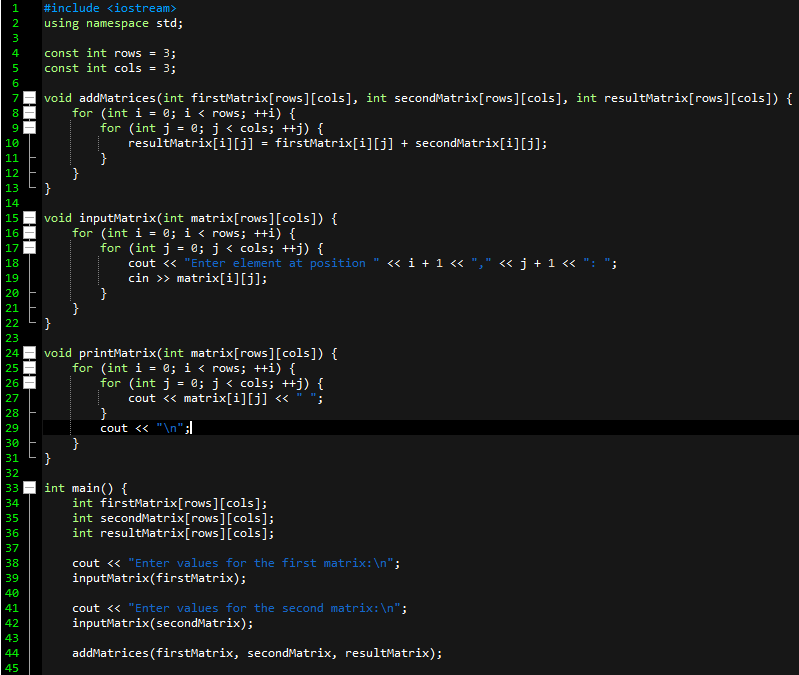 1 #include <iostream>
2 using namespace std;
3
4 const int rows = 3;
5 const int cols = 3;
6
7 void addMatrices(int firstMatrix[rows][cols], int secondMatrix[rows][cols], int resultMatrix[rows][cols]) {
8     for (int i = 0; i < rows; ++i) {
9         for (int j = 0; j < cols; ++j) {
10             resultMatrix[i][j] = firstMatrix[i][j] + secondMatrix[i][j];
11         }
12     }
13 }
14
15 void inputMatrix(int matrix[rows][cols]) {
16     for (int i = 0; i < rows; ++i) {
17         for (int j = 0; j < cols; ++j) {
18             cout << "Enter element at position " << i + 1 << "," << j + 1 << ": ";
19             cin >> matrix[i][j];
20         }
21     }
22 }
23
24 void printMatrix(int matrix[rows][cols]) {
25     for (int i = 0; i < rows; ++i) {
26         for (int j = 0; j < cols; ++j) {
27             cout << matrix[i][j] << " ";
28         }
29         cout << "\n";
30     }
31 }
32
33 int main() {
34     int firstMatrix[rows][cols];
35     int secondMatrix[rows][cols];
36     int resultMatrix[rows][cols];
37
38     cout << "Enter values for the first matrix:\n";
39     inputMatrix(firstMatrix);
40
41     cout << "Enter values for the second matrix:\n";
42     inputMatrix(secondMatrix);
43
44     addMatrices(firstMatrix, secondMatrix, resultMatrix);
45